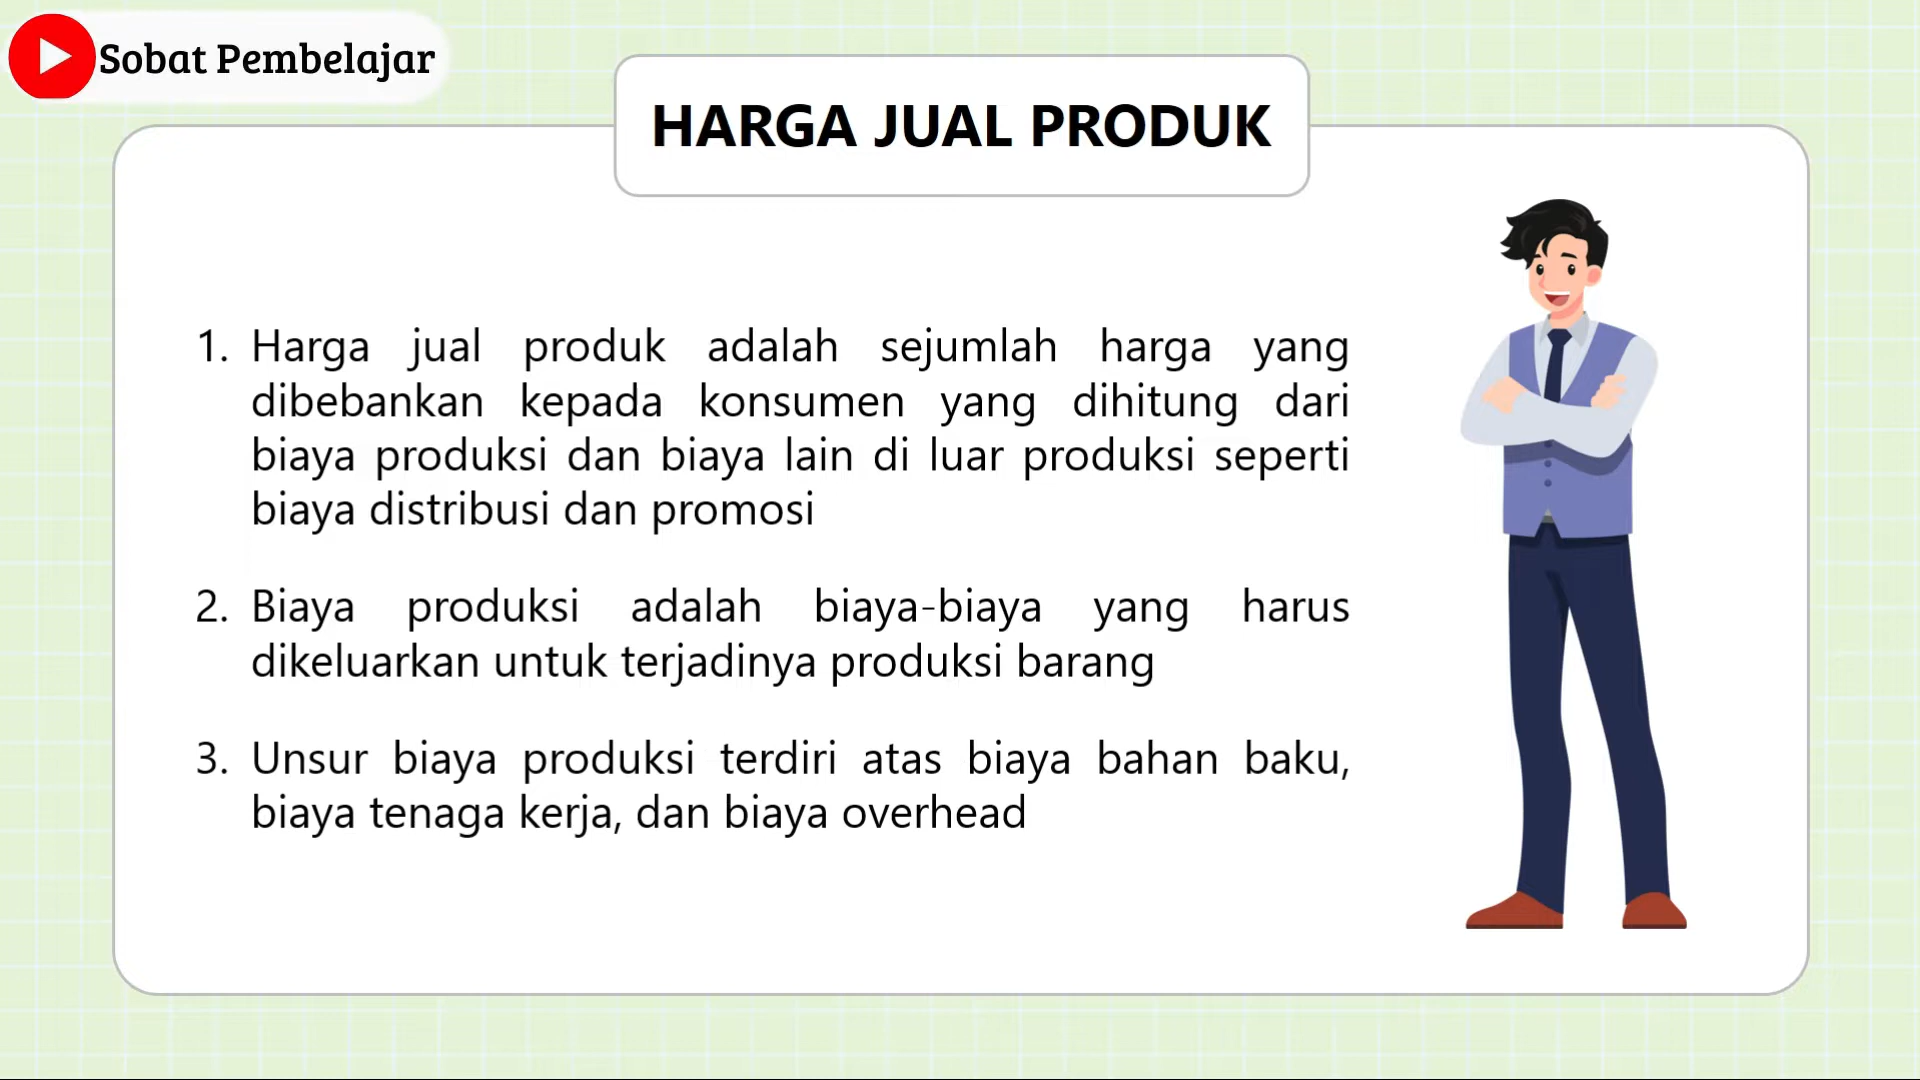 Sobat Pembelajar
HARGA JUAL PRODUK
1. Harga jual produk adalah sejumlah harga yang
dibebankan kepada konsumen yang dihitung dari
biaya produksi dan biaya lain di luar produksi seperti
biaya distribusi dan promosi
2. Biaya produksi adalah biaya-biaya yang harus
dikeluarkan untuk terjadinya produksi barang
3. Unsur biaya produksi terdiri atas biaya bahan baku,
biaya tenaga kerja, dan biaya overhead